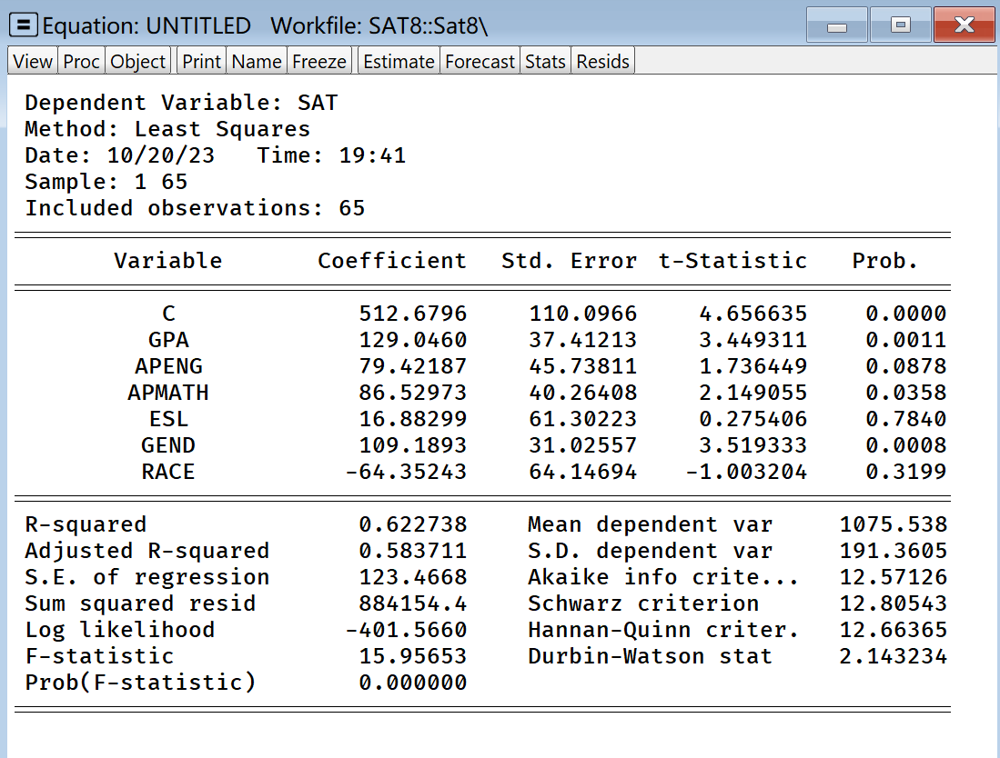 Equation: UNTITLED   Workfile: SAT8::Sat8\
View Proc Object Print Name Freeze Estimate Forecast Stats Resids
Dependent Variable: SAT
Method: Least Squares
Date: 10/20/23   Time: 19:41
Sample: 1 65
Included observations: 65
Variable Coefficient Std. Error t-Statistic Prob.
C 512.6796 110.0966 4.656635 0.0000
GPA 129.0460 37.41213 3.449311 0.0011
APENG 79.42187 45.73811 1.736449 0.0878
APMATH 86.52973 40.26408 2.149055 0.0358
ESL 16.88299 61.30223 0.275406 0.7840
GEND 109.1893 31.02557 3.519333 0.0008
RACE -64.35243 64.14694 -1.003204 0.3199
R-squared 0.622738 Mean dependent var 1075.538
Adjusted R-squared 0.583711 S.D. dependent var 191.3605
S.E. of regression 123.4668 Akaike info crite... 12.57126
Sum squared resid 884154.4 Schwarz criterion 12.80543
Log likelihood -401.5660 Hannan-Quinn criter. 12.66365
F-statistic 15.95653 Durbin-Watson stat 2.143234
Prob(F-statistic) 0.000000